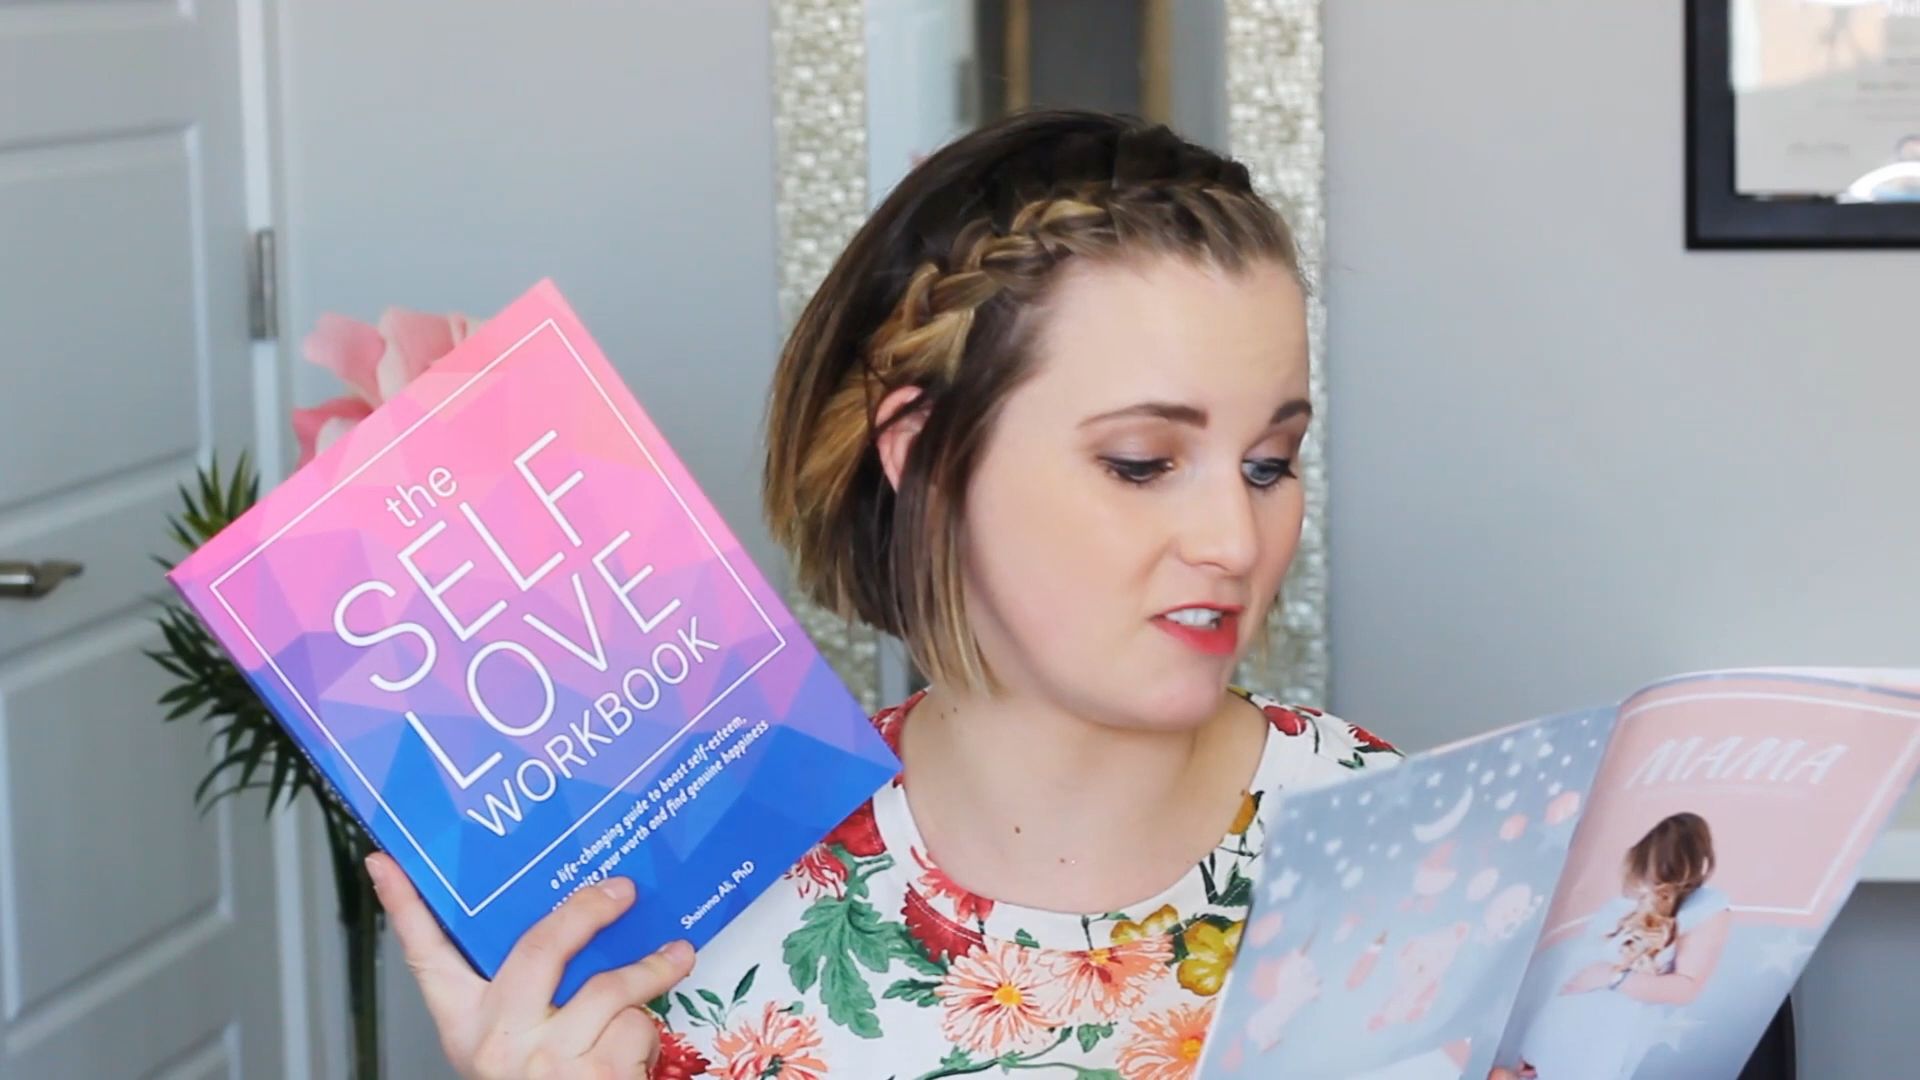 the
SELF
LOVE
WORKBOOK
a life-changing guide to boost self-esteem,
your worth and find genuine happiness
Shainna Ali, PhD
MAMA